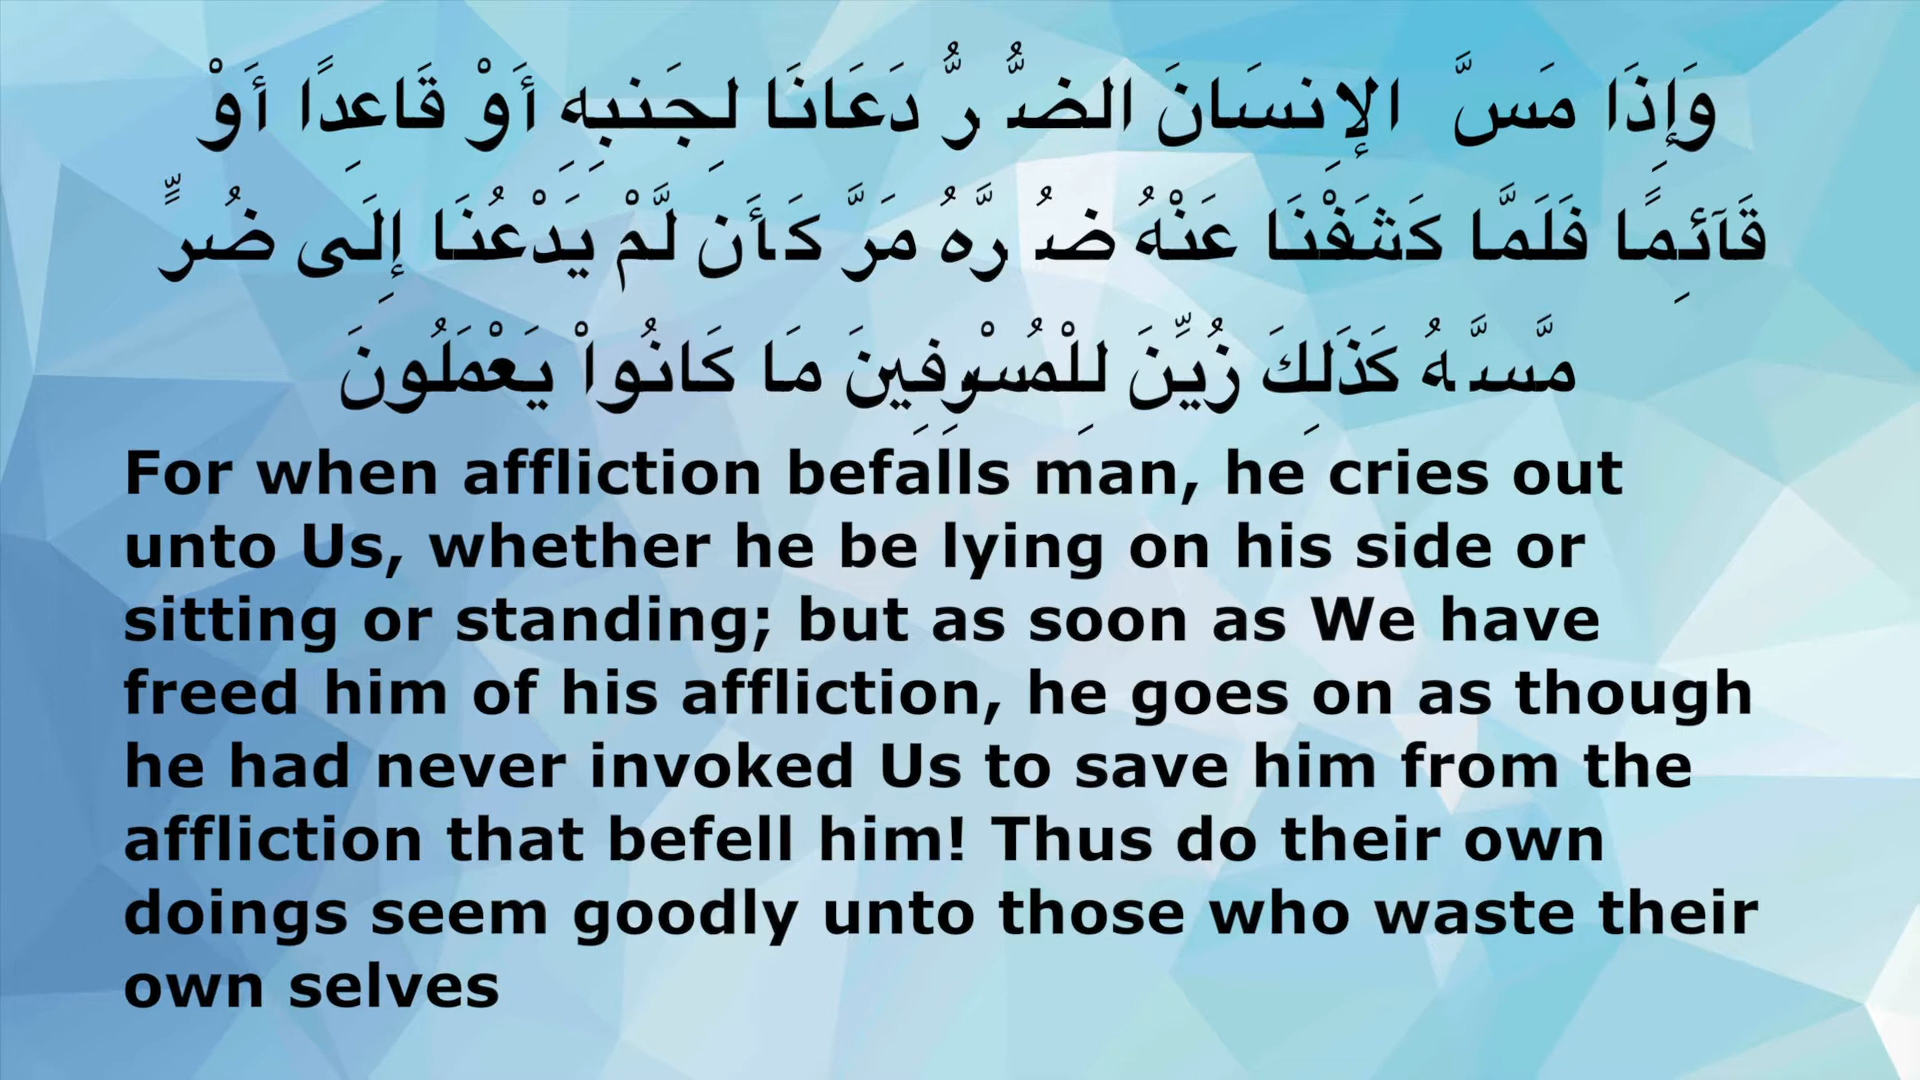 وَإِذَا مَسَّ الإِنسَانَ الضُّرُّ دَعَانَا لِجَنبِهِ أَوْ قَاعِدًا أَوْ
قَآئِمًا فَلَمَّا كَشَفْنَا عَنْهُ ضُرَّهُ مَرَّ كَأَن لَّمْ يَدْعُنَا إِلَى ضُرٍّ
مَّسَّهُ كَذَلِكَ زُيِّنَ لِلْمُسْرِفِينَ مَا كَانُواْ يَعْمَلُونَ
For when affliction befalls man, he cries out
unto Us, whether he be lying on his side or
sitting or standing; but as soon as We have
freed him of his affliction, he goes on as though
he had never invoked Us to save him from the
affliction that befell him! Thus do their own
doings seem goodly unto those who waste their
own selves